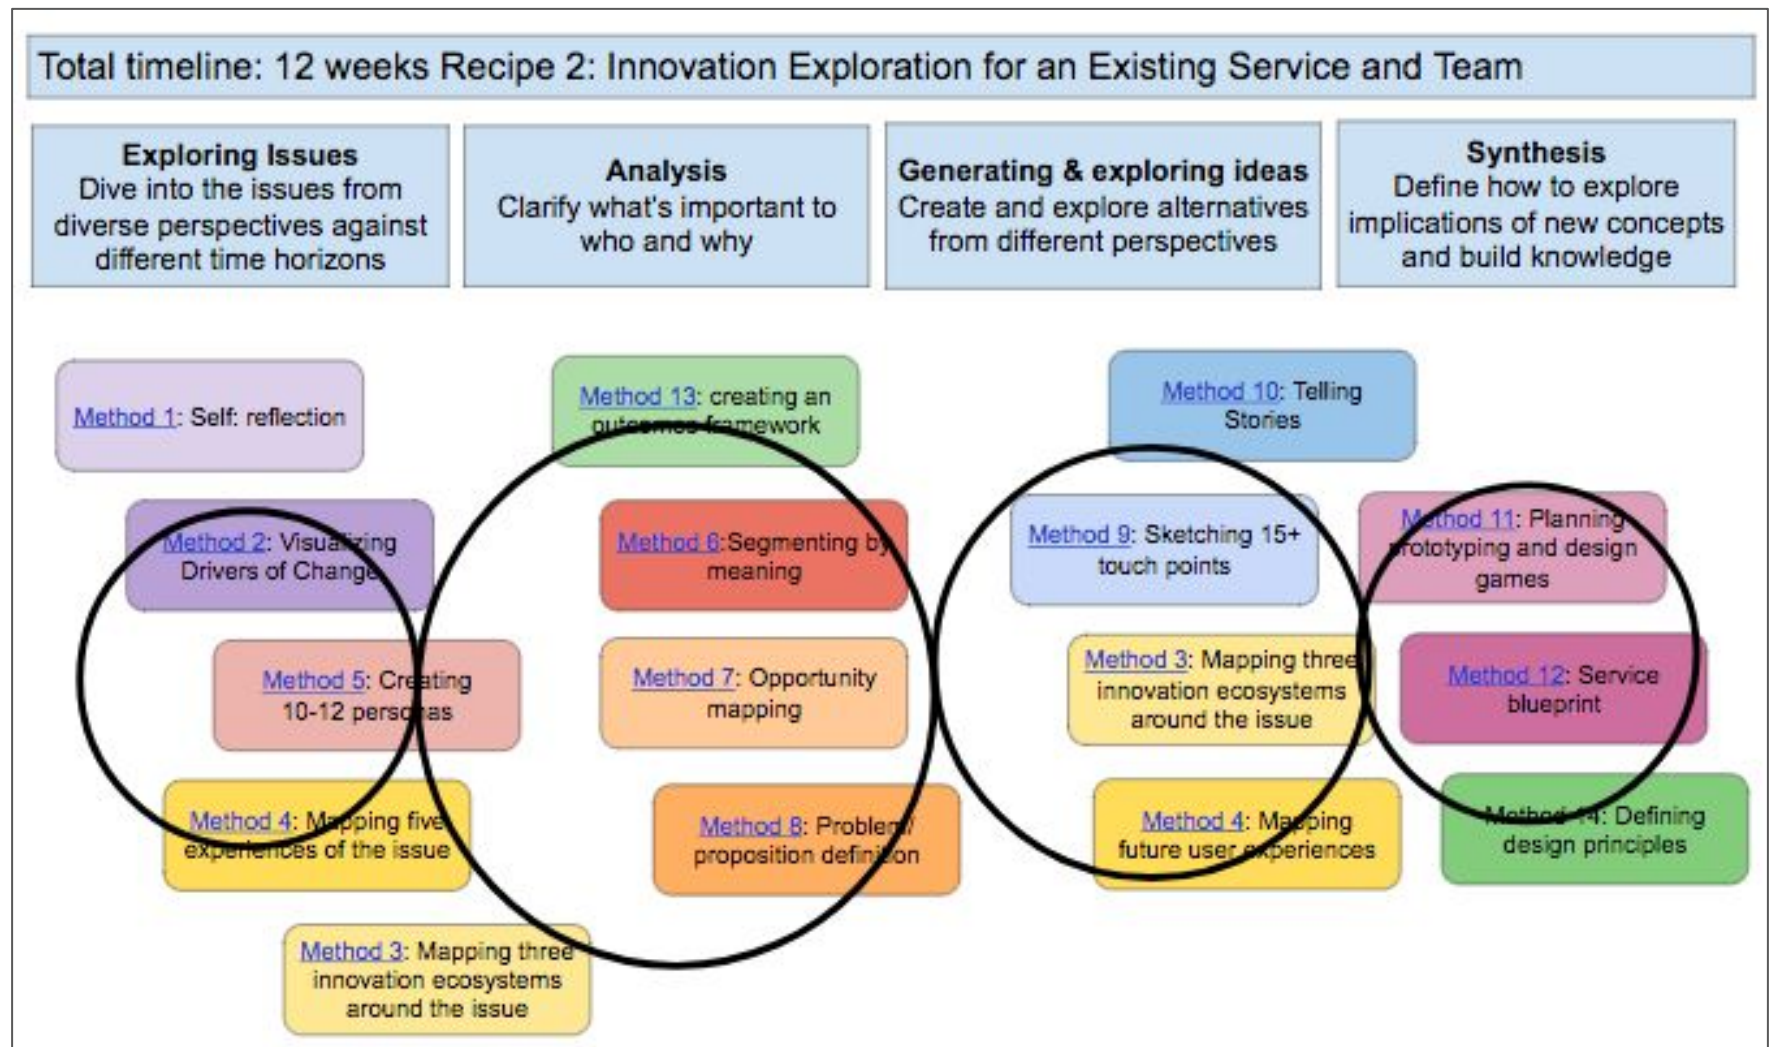 Total timeline: 12 weeks Recipe 2: Innovation Exploration for an Existing Service and Team
Exploring Issues
Dive into the issues from
diverse perspectives against
different time horizons
Analysis
Clarify what's important to
who and why
Generating & exploring ideas
Create and explore alternatives
from different perspectives
Synthesis
Define how to explore
implications of new concepts
and build knowledge
Method 1: Self: reflection
Method 2: Visualizing
Drivers of Change
Method 5: Creating
10-12 personas
Method 4: Mapping five
experiences of the issue
Method 3: Mapping three
innovation ecosystems
around the issue
Method 13: creating an
outcomes framework
Method 6:Segmenting by
meaning
Method 7: Opportunity
mapping
Method 8: Problem/
proposition definition
Method 10: Telling
Stories
Method 9: Sketching 15+
touch points
Method 3: Mapping three
innovation ecosystems
around the issue
Method 4: Mapping
future user experiences
Method 11: Planning
prototyping and design
games
Method 12: Service
blueprint
Method 14: Defining
design principles